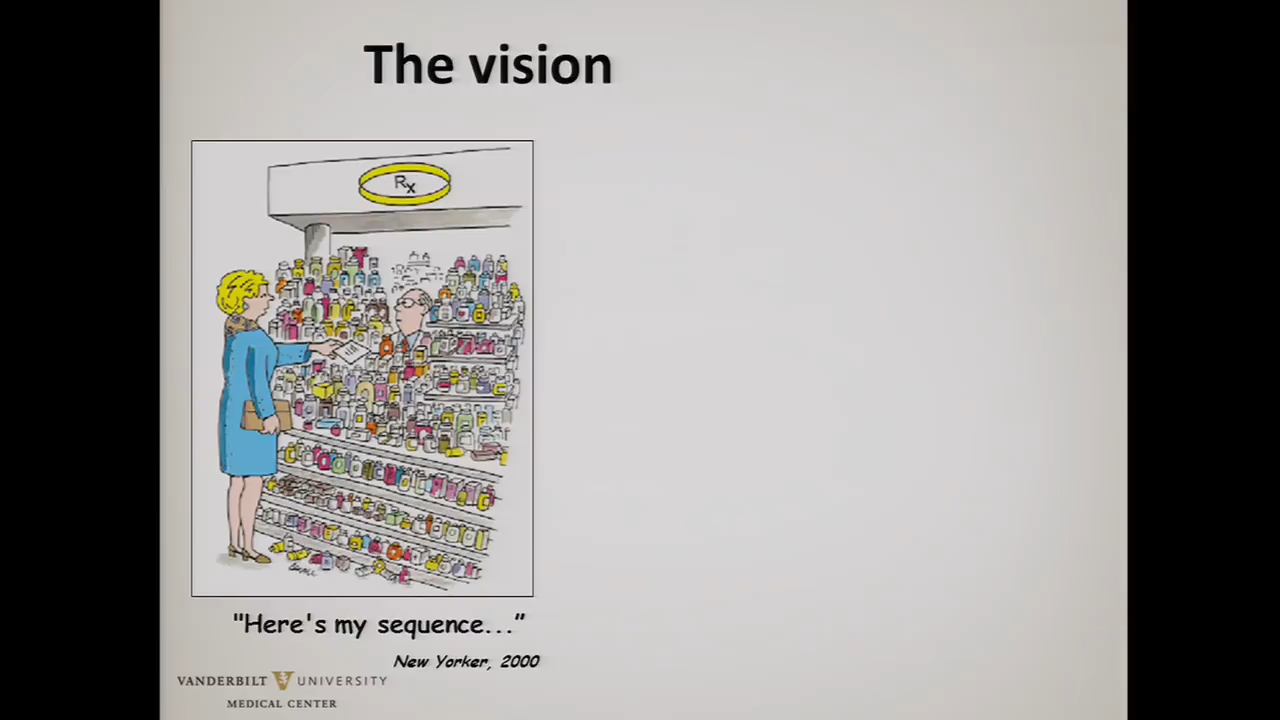 The vision
Rx
"Here's my sequence...”
New Yorker, 2000
VANDERBILT UNIVERSITY
MEDICAL CENTER